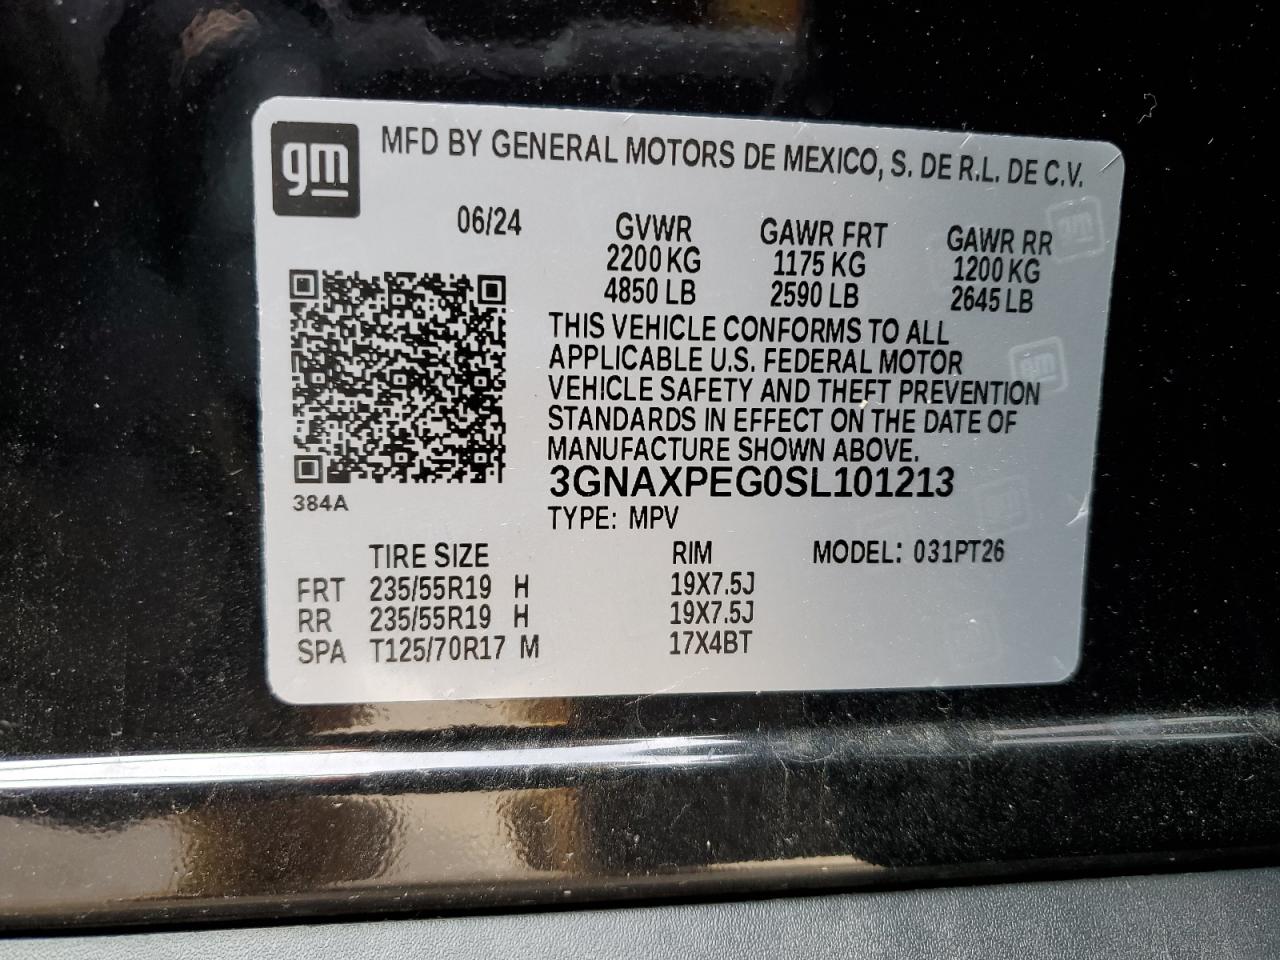 gm
MFD BY GENERAL MOTORS DE MEXICO, S. DE R.L. DE C.V.
06/24 GVWR GAWR FRT GAWR RR
2200 KG 1175 KG 1200 KG
4850 LB 2590 LB 2645 LB
THIS VEHICLE CONFORMS TO ALL
APPLICABLE U.S. FEDERAL MOTOR
VEHICLE SAFETY AND THEFT PREVENTION
STANDARDS IN EFFECT ON THE DATE OF
MANUFACTURE SHOWN ABOVE.
3GNAXPEG0SL101213
384A
TYPE: MPV
TIRE SIZE RIM MODEL: 031PT26
FRT 235/55R19 H 19X7.5J
RR 235/55R19 H 19X7.5J
SPA T125/70R17 M 17X4BT
gm
gm